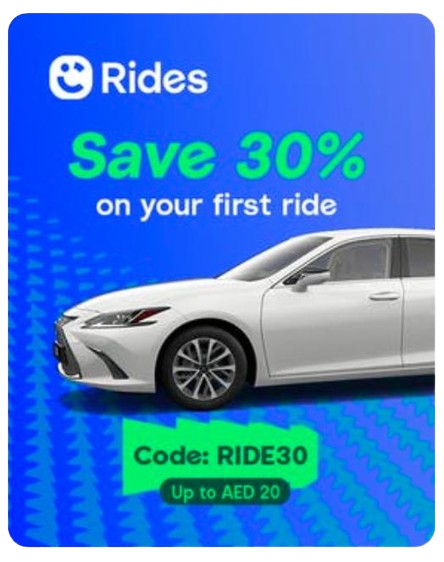 Rides
Save 30%
on your first ride
Code: RIDE30
Up to AED 20